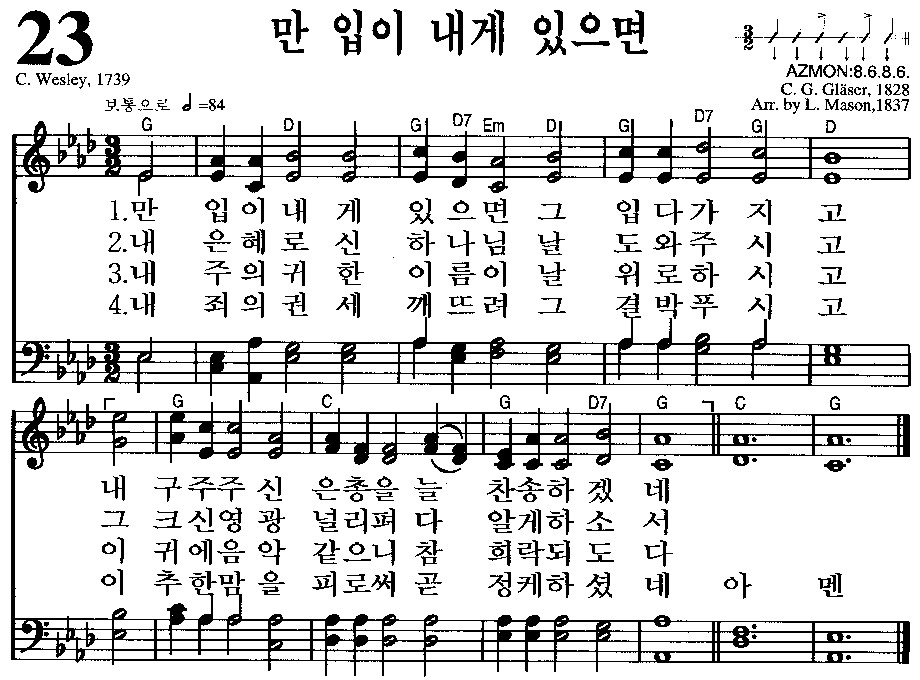 23
만 입이 내게 있으면
C. Wesley, 1739
AZMON:8.6.8.6.
C. G. Gläser, 1828
Arr. by L. Mason,1837
보통으로 =84
G D G D7 Em D G D7 G D
1.만 입이내게 있으면그 입다가지고
2.내 은혜로신 하나님날 도와주시고
3.내 주의귀한 이름이날 위로하시고
4.내 죄의권세 깨뜨려그 결박푸시고
G C G D7 G C G
내 구주주신 은총을늘 찬송하겠네
그 크신영광 널리퍼다 알게하소서
이 귀에음악 같으니참 희락되도다
이 추한맘을 피로써곧 정케하셨네 아멘